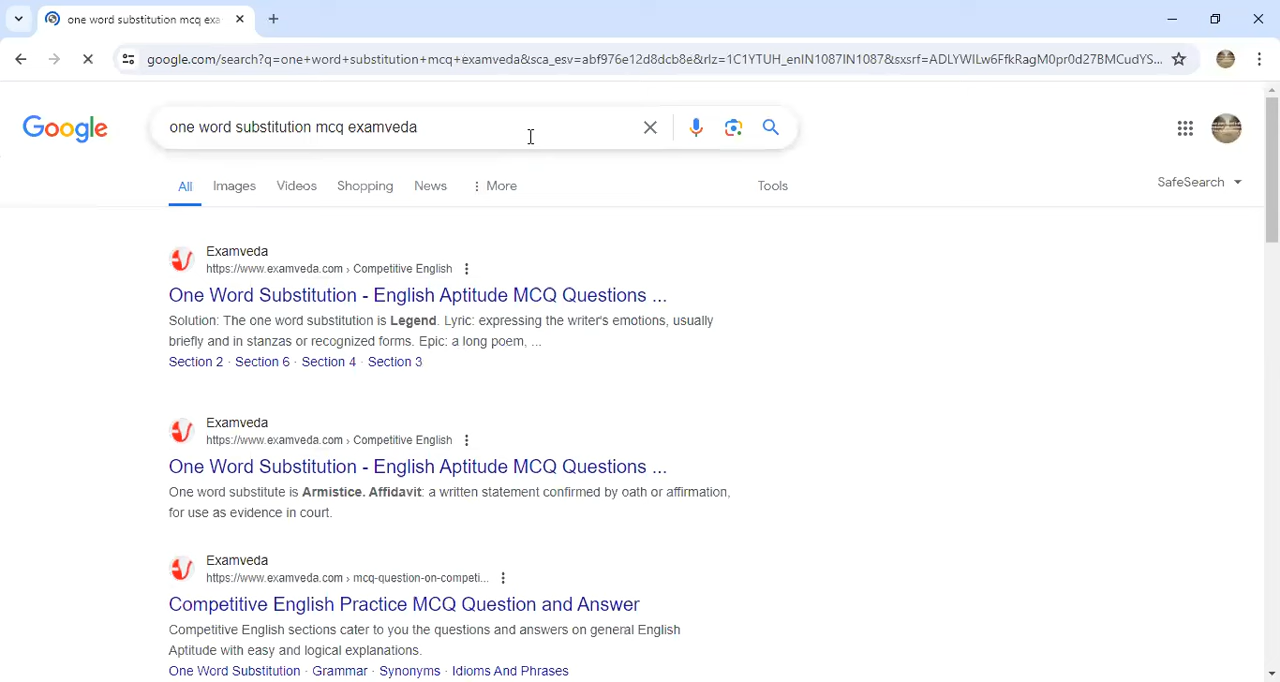 one word substitution mcq exa
google.com/search?q=one+word+substitution+mcq+examveda&sca_esv=abf976e12d8dcb8e&rlz=1C1YTUH_enIN1087IN1087&sxsrf=ADLYWILw6FfkRagM0pr0d27BMCudYS...
Google
one word substitution mcq examveda
All Images Videos Shopping News More Tools SafeSearch
Examveda
https://www.examveda.com › Competitive English
One Word Substitution - English Aptitude MCQ Questions ...
Solution: The one word substitution is Legend. Lyric: expressing the writer's emotions, usually
briefly and in stanzas or recognized forms. Epic: a long poem, ...
Section 2 · Section 6 · Section 4 · Section 3
Examveda
https://www.examveda.com › Competitive English
One Word Substitution - English Aptitude MCQ Questions ...
One word substitute is Armistice. Affidavit: a written statement confirmed by oath or affirmation,
for use as evidence in court.
Examveda
https://www.examveda.com › mcq-question-on-competi...
Competitive English Practice MCQ Question and Answer
Competitive English sections cater to you the questions and answers on general English
Aptitude with easy and logical explanations.
One Word Substitution · Grammar · Synonyms · Idioms And Phrases